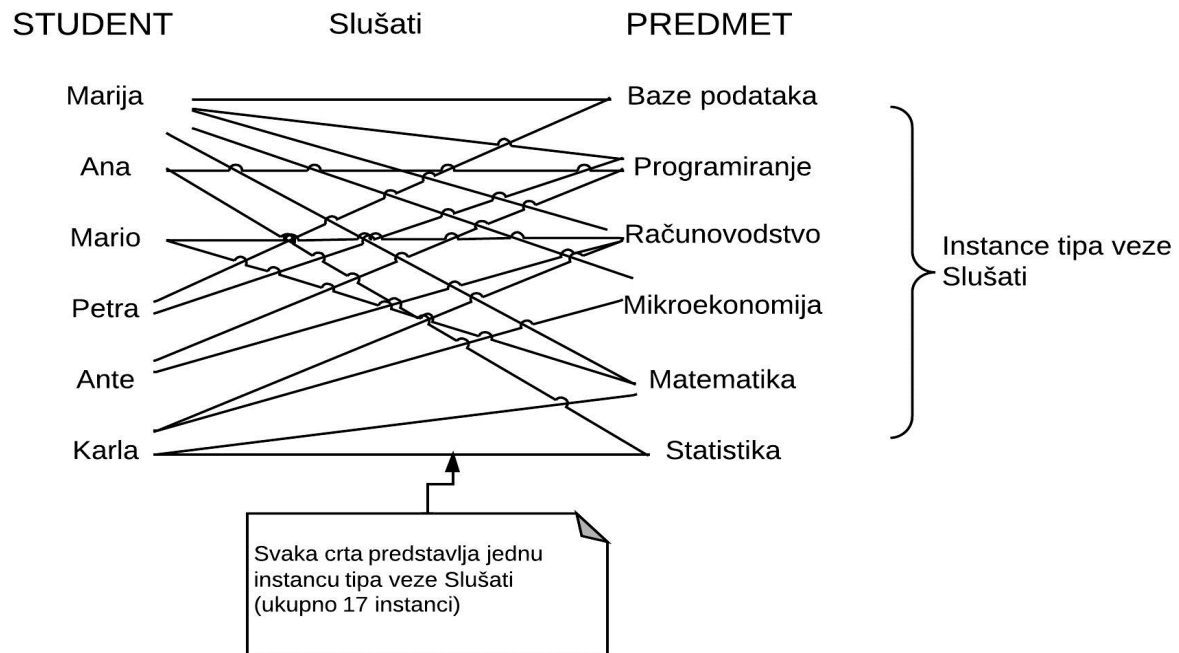 STUDENT Slušati PREDMET
Marija Baze podataka
Ana Programiranje
Mario Računovodstvo
Instance tipa veze
Slušati
Petra Mikroekonomija
Ante Matematika
Karla Statistika
Svaka crta predstavlja jednu
instancu tipa veze Slušati
(ukupno 17 instanci)